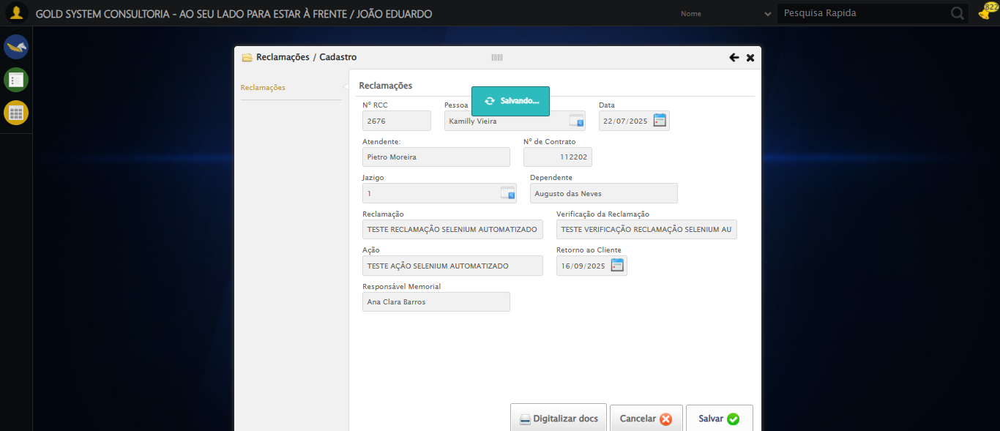 GOLD SYSTEM CONSULTORIA - AO SEU LADO PARA ESTAR À FRENTE / JOÃO EDUARDO
Nome
Pesquisa Rapida
822
Reclamações / Cadastro
Reclamações
Reclamações
Salvando...
Nº RCC
Pessoa
Data
2676
Kamilly Vieira
22/07/2025
Atendente:
Nº de Contrato
Pietro Moreira
112202
Jazigo
Dependente
1
Augusto das Neves
Reclamação
Verificação da Reclamação
TESTE RECLAMAÇÃO SELENIUM AUTOMATIZADO
TESTE VERIFICAÇÃO RECLAMAÇÃO SELENIUM AU
Ação
Retorno ao Cliente
TESTE AÇÃO SELENIUM AUTOMATIZADO
16/09/2025
Responsável Memorial
Ana Clara Barros
Digitalizar docs
Cancelar
Salvar